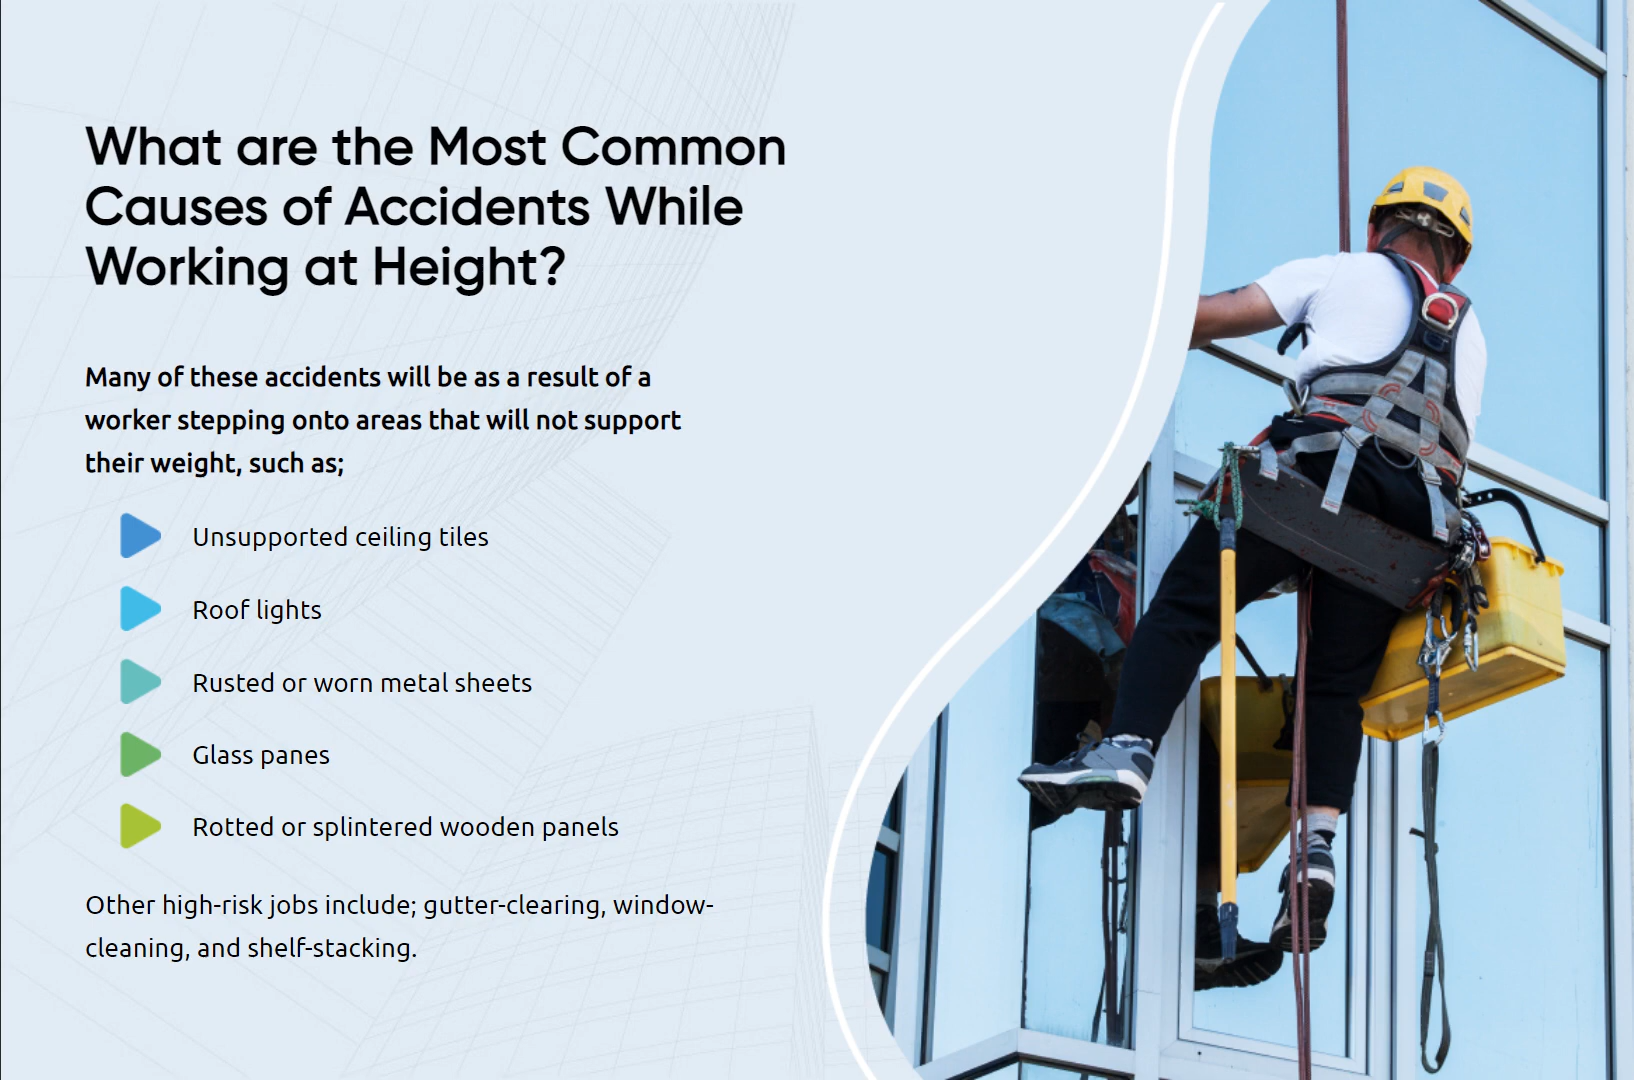 What are the Most Common
Causes of Accidents While
Working at Height?
Many of these accidents will be as a result of a
worker stepping onto areas that will not support
their weight, such as;
Unsupported ceiling tiles
Roof lights
Rusted or worn metal sheets
Glass panes
Rotted or splintered wooden panels
Other high-risk jobs include; gutter-clearing, window-
cleaning, and shelf-stacking.